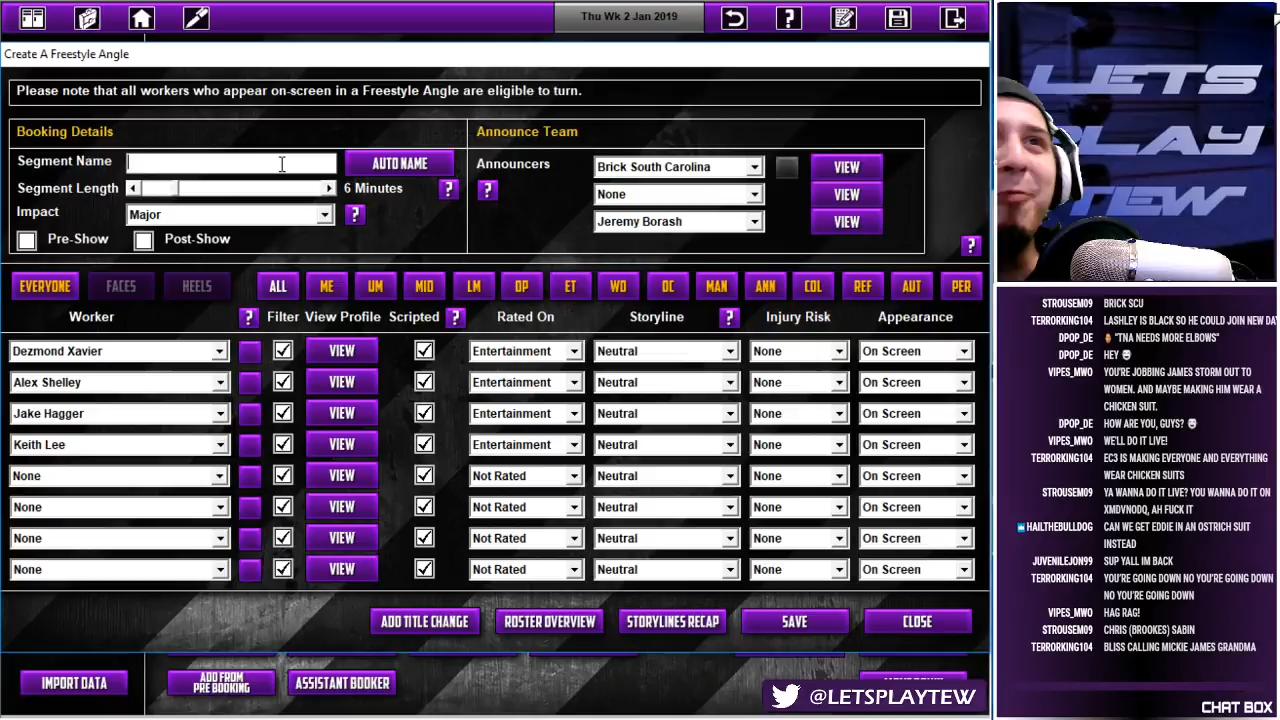 Thu Wk 2 Jan 2019
Create A Freestyle Angle
Please note that all workers who appear on-screen in a Freestyle Angle are eligible to turn.
Booking Details
Segment Name
AUTO NAME
Segment Length
6 Minutes
?
Impact
Major
?
Pre-Show
Post-Show
Announce Team
Announcers
Brick South Carolina
VIEW
?
None
VIEW
Jeremy Borash
VIEW
?
EVERYONE FACES HEELS ALL ME UM MID LM OP ET WO OC MAN ANN COL REF AUT PER
Worker ? Filter View Profile Scripted ? Rated On Storyline ? Injury Risk Appearance
Dezmond Xavier VIEW Entertainment Neutral None On Screen
Alex Shelley VIEW Entertainment Neutral None On Screen
Jake Hagger VIEW Entertainment Neutral None On Screen
Keith Lee VIEW Entertainment Neutral None On Screen
None VIEW Not Rated Neutral None On Screen
None VIEW Not Rated Neutral None On Screen
None VIEW Not Rated Neutral None On Screen
None VIEW Not Rated Neutral None On Screen
ADD TITLE CHANGE ROSTER OVERVIEW STORYLINES RECAP SAVE CLOSE
IMPORT DATA
ADD FROM
PRE BOOKING
ASSISTANT BOOKER
@LETSPLAYTEW
LETS
PLAY
TEW
STROUSEM09 BRICK SCU
TERRORKING104 LASHLEY IS BLACK SO HE COULD JOIN NEW DA
DPOP_DE "TNA NEEDS MORE ELBOWS"
DPOP_DE HEY
VIPES_MWO YOU'RE JOBBING JAMES STORM OUT TO
WOMEN. AND MAYBE MAKING HIM WEAR A
CHICKEN SUIT.
DPOP_DE HOW ARE YOU, GUYS?
VIPES_MWO WE'LL DO IT LIVE!
TERRORKING104 EC3 IS MAKING EVERYONE AND EVERYTHING
WEAR CHICKEN SUITS
STROUSEM09 YA WANNA DO IT LIVE? YOU WANNA DO IT ON
XMDVNODQ, AH FUCK IT
HAILTHEBULLDOG CAN WE GET EDDIE IN AN OSTRICH SUIT
INSTEAD
JUVENILEJON99 SUP YALL IM BACK
TERRORKING104 YOU'RE GOING DOWN NO YOU'RE GOING DOWN
NO YOU'RE GOING DOWN
VIPES_MWO HAG RAG!
STROUSEM09 CHRIS (BROOKES) SABIN
TERRORKING104 BLISS CALLING MICKIE JAMES GRANDMA
CHAT BOX